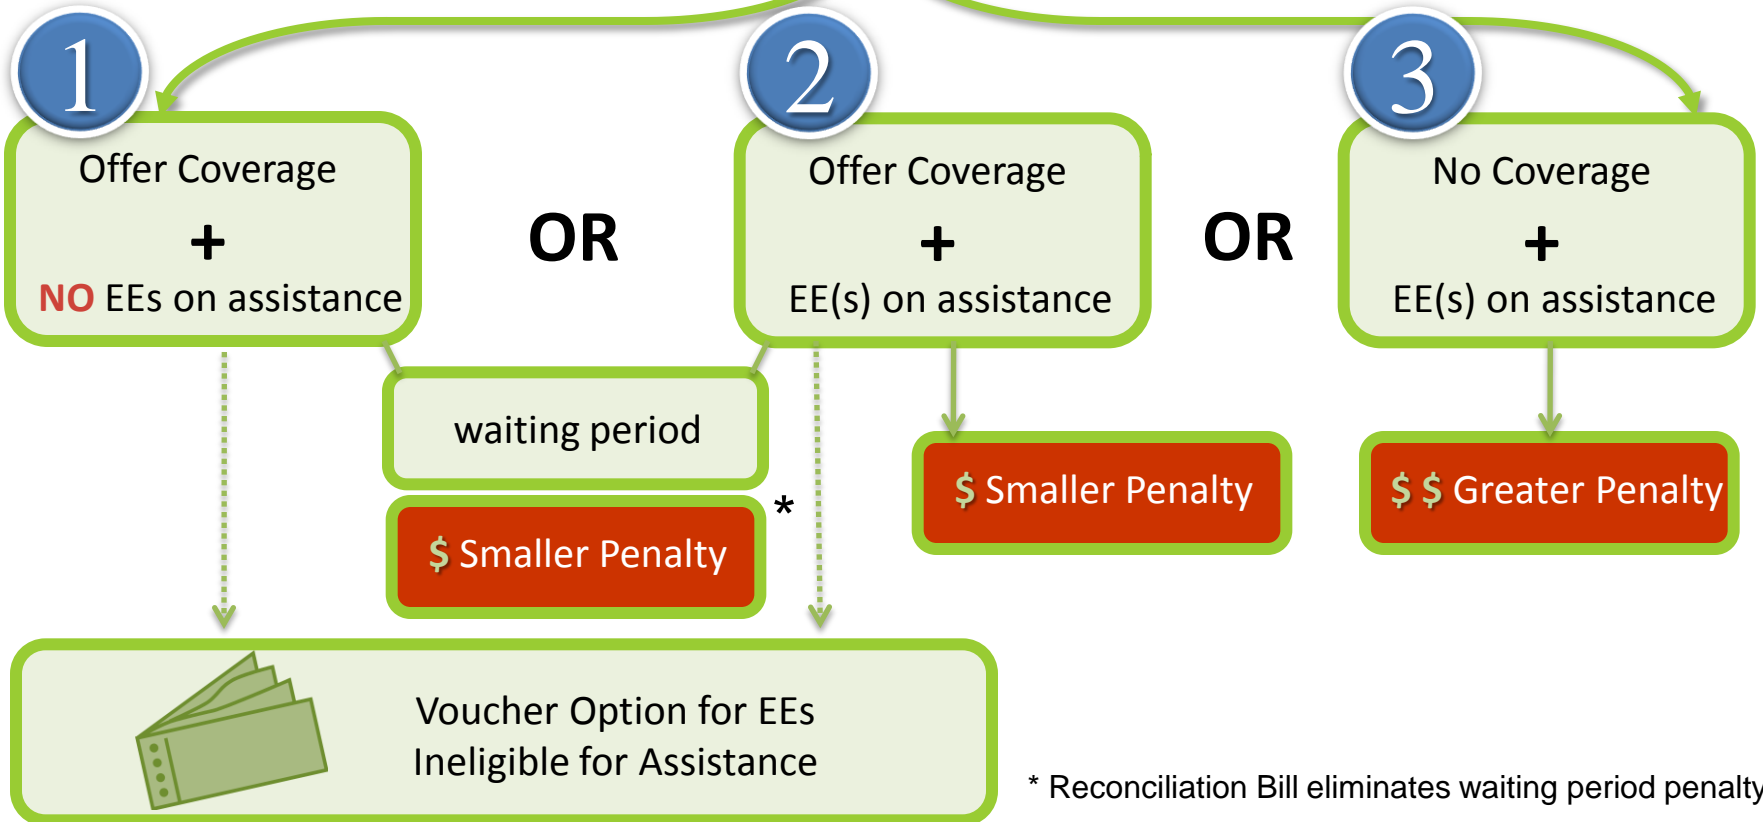 1
Offer Coverage
+
NO EEs on assistance
OR
2
Offer Coverage
+
EE(s) on assistance
OR
3
No Coverage
+
EE(s) on assistance
waiting period
$ Smaller Penalty
*
$ Smaller Penalty
$ $ Greater Penalty
Voucher Option for EEs
Ineligible for Assistance
* Reconciliation Bill eliminates waiting period penalty